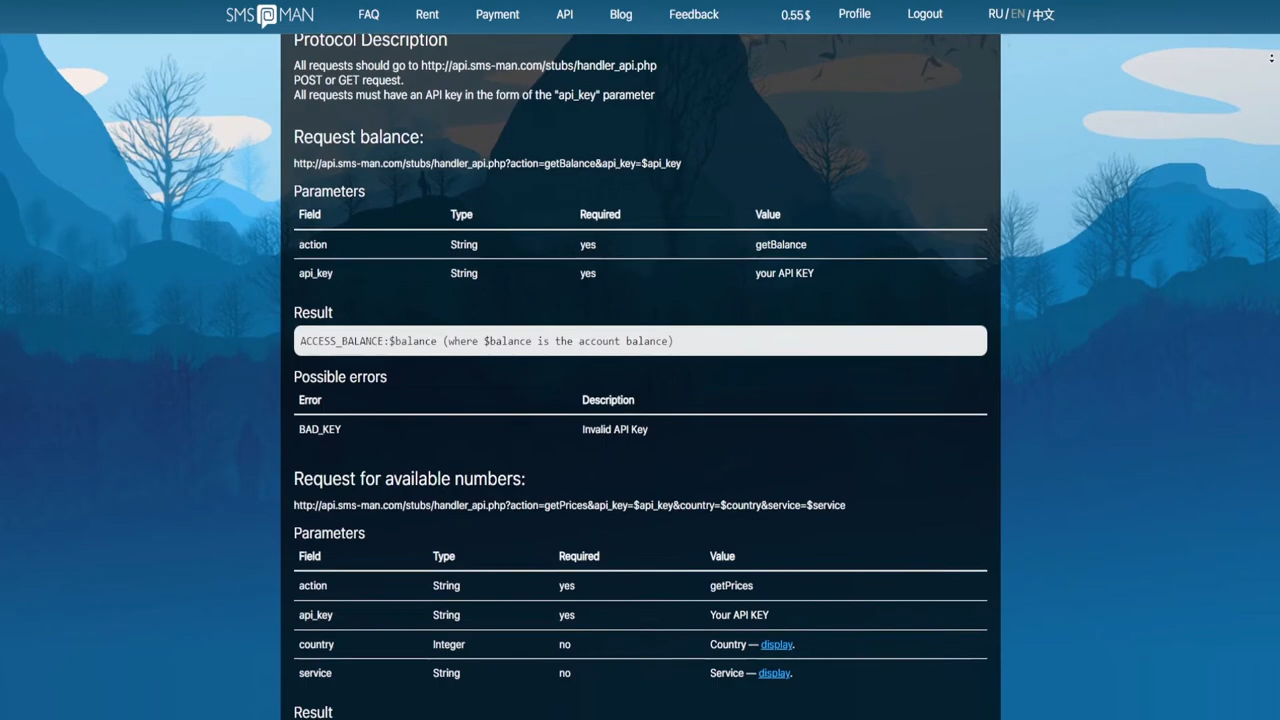 SMS MAN FAQ Rent Payment API Blog Feedback 0.55$ Profile Logout RU / EN / 中文
Protocol Description
All requests should go to http://api.sms-man.com/stubs/handler_api.php
POST or GET request.
All requests must have an API key in the form of the "api_key" parameter
Request balance:
http://api.sms-man.com/stubs/handler_api.php?action=getBalance&api_key=$api_key
Parameters
Field Type Required Value
action String yes getBalance
api_key String yes your API KEY
Result
ACCESS_BALANCE:$balance (where $balance is the account balance)
Possible errors
Error Description
BAD_KEY Invalid API Key
Request for available numbers:
http://api.sms-man.com/stubs/handler_api.php?action=getPrices&api_key=$api_key&country=$country&service=$service
Parameters
Field Type Required Value
action String yes getPrices
api_key String yes Your API KEY
country Integer no Country — display.
service String no Service — display.
Result